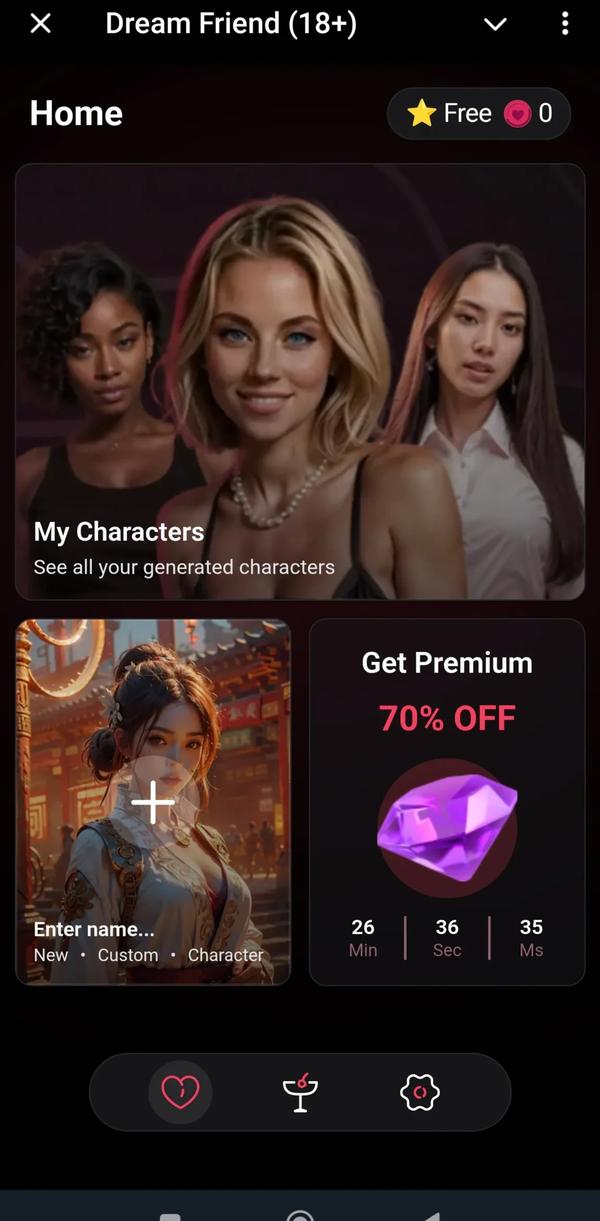 Dream Friend (18+)
Home
Free 0
My Characters
See all your generated characters
Get Premium
70% OFF
26 36 35
Min Sec Ms
Enter name...
New • Custom • Character